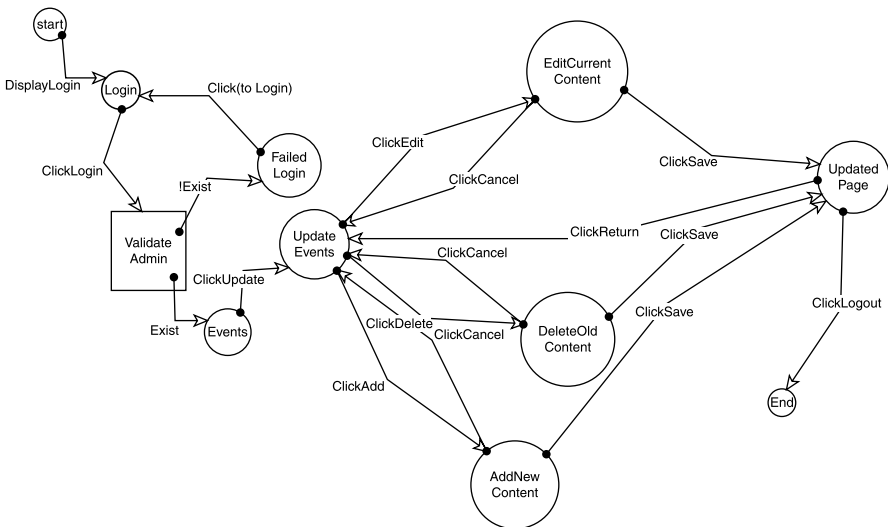 start
DisplayLogin
Login
Click(to Login)
EditCurrent
Content
ClickEdit
ClickLogin
Failed
Login
!Exist
ClickCancel
ClickSave
Updated
Page
Validate
Admin
Update
Events
ClickReturn
ClickSave
ClickCancel
ClickUpdate
Exist
Events
ClickDelete
ClickCancel
DeleteOld
Content
ClickSave
ClickLogout
ClickAdd
End
AddNew
Content